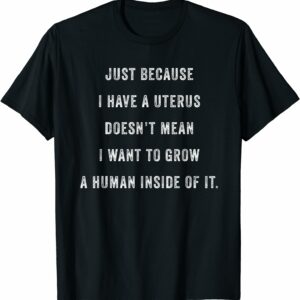 JUST BECAUSE
I HAVE A UTERUS
DOESN'T MEAN
I WANT TO GROW
A HUMAN INSIDE OF IT.